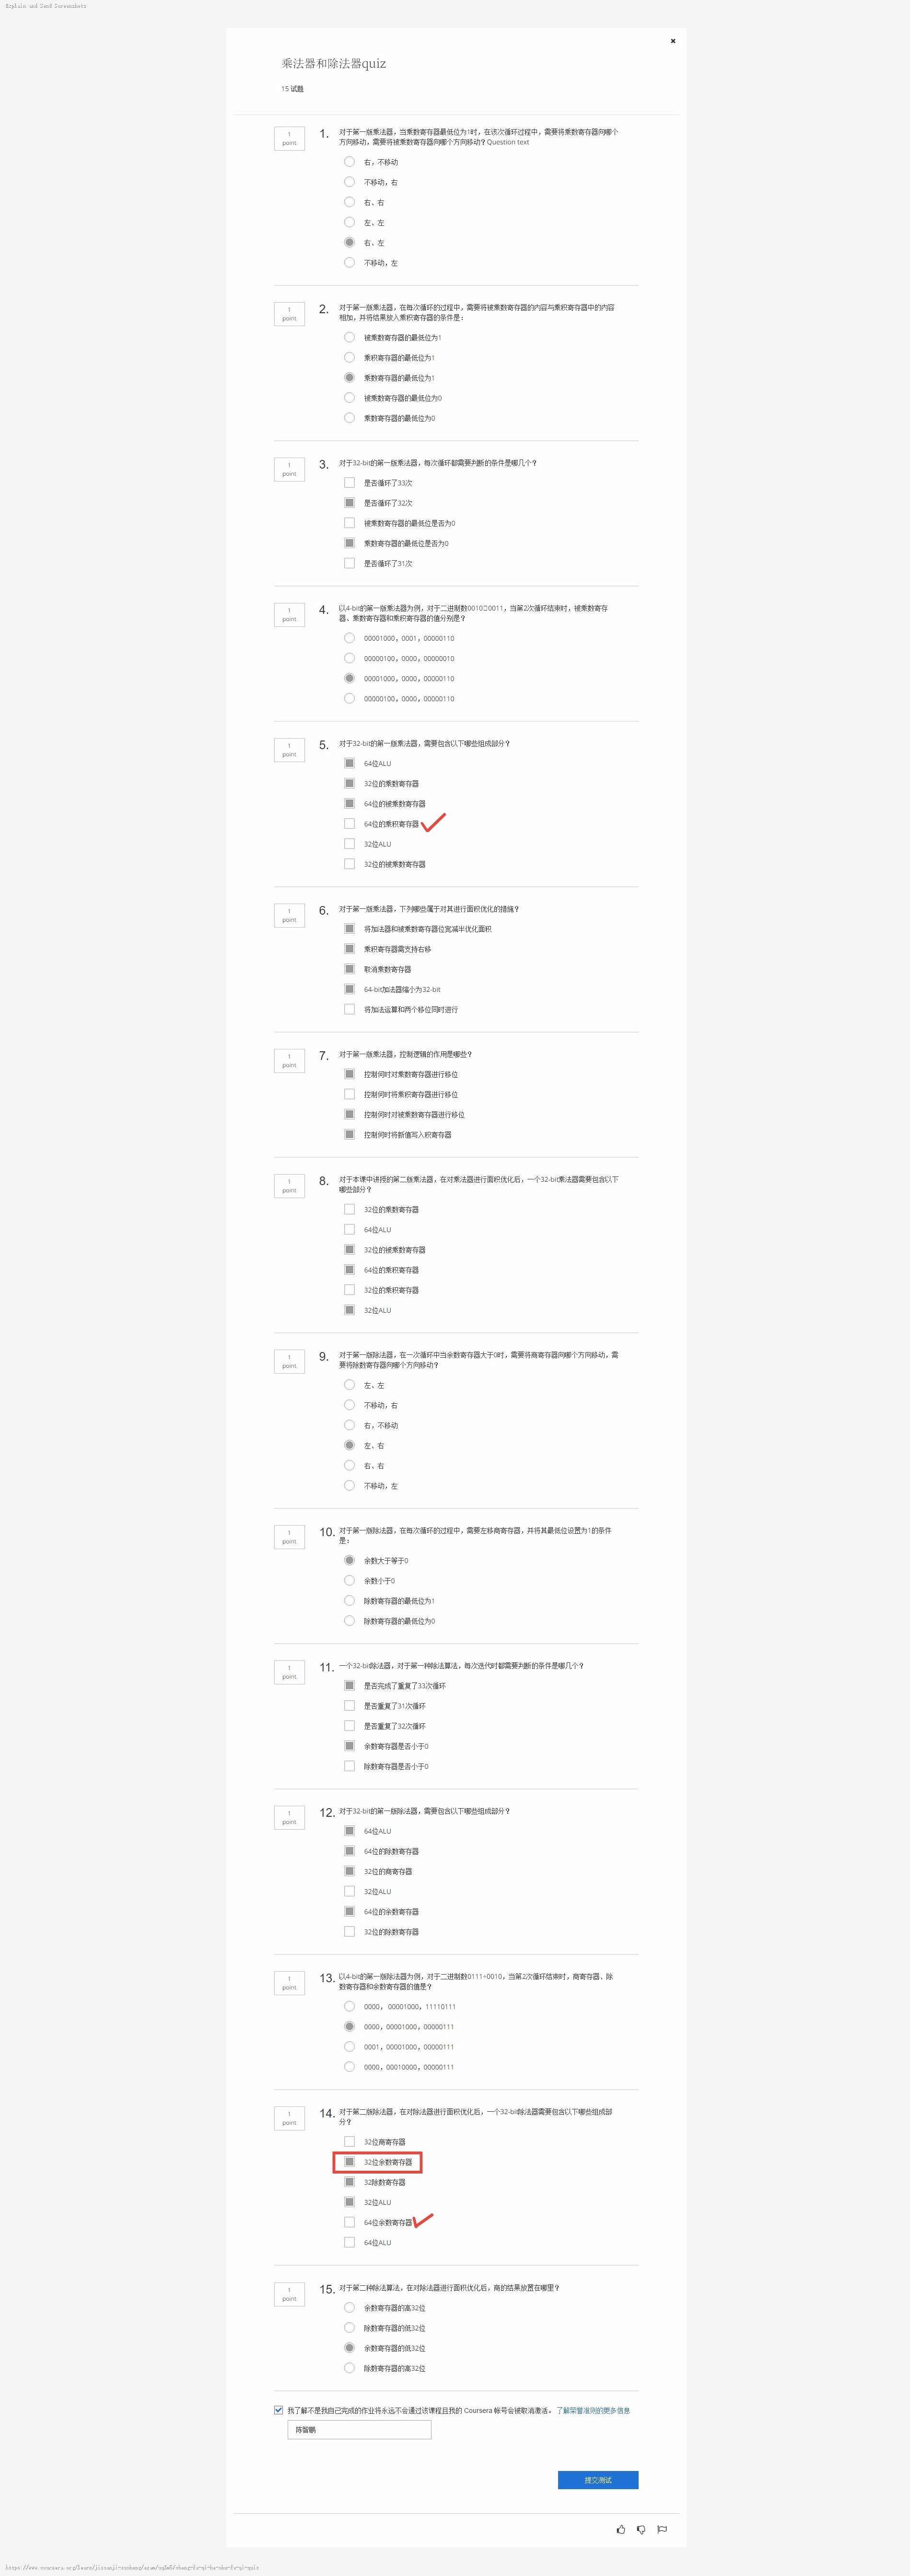 Explain and Send Screenshots
乘法器和除法器quiz
15 试题
1
point
1.
对于第一版乘法器，当乘数寄存器最低位为1时，在该次循环过程中，需要将乘数寄存器向哪个
方向移动，需要将被乘数寄存器向哪个方向移动？Question text
右，不移动
不移动，右
右、右
左、左
右、左
不移动，左
1
point
2.
对于第一版乘法器，在每次循环的过程中，需要将被乘数寄存器的内容与乘积寄存器中的内容
相加，并将结果放入乘积寄存器的条件是：
被乘数寄存器的最低位为1
乘积寄存器的最低位为1
乘数寄存器的最低位为1
被乘数寄存器的最低位为0
乘数寄存器的最低位为0
1
point
3.
对于32-bit的第一版乘法器，每次循环都需要判断的条件是哪几个？
是否循环了33次
是否循环了32次
被乘数寄存器的最低位是否为0
乘数寄存器的最低位是否为0
是否循环了31次
1
point
4.
以4-bit的第一版乘法器为例，对于二进制数0010􀀀0011，当第2次循环结束时，被乘数寄存
器、乘数寄存器和乘积寄存器的值分别是？
00001000，0001，00000110
00000100，0000，00000010
00001000，0000，00000110
00000100，0000，00000110
1
point
5.
对于32-bit的第一版乘法器，需要包含以下哪些组成部分？
64位ALU
32位的乘数寄存器
64位的被乘数寄存器
64位的乘积寄存器
32位ALU
32位的被乘数寄存器
1
point
6.
对于第一版乘法器，下列哪些属于对其进行面积优化的措施？
将加法器和被乘数寄存器位宽减半优化面积
乘积寄存器需支持右移
取消乘数寄存器
64-bit加法器缩小为32-bit
将加法运算和两个移位同时进行
1
point
7.
对于第一版乘法器，控制逻辑的作用是哪些？
控制何时对乘数寄存器进行移位
控制何时将乘积寄存器进行移位
控制何时对被乘数寄存器进行移位
控制何时将新值写入积寄存器
1
point
8.
对于本课中讲授的第二版乘法器，在对乘法器进行面积优化后，一个32-bit乘法器需要包含以下
哪些部分？
32位的乘数寄存器
64位ALU
32位的被乘数寄存器
64位的乘积寄存器
32位的乘积寄存器
32位ALU
1
point
9.
对于第一版除法器，在一次循环中当余数寄存器大于0时，需要将商寄存器向哪个方向移动，需
要将除数寄存器向哪个方向移动？
左、左
不移动，右
右，不移动
左、右
右、右
不移动，左
1
point
10.
对于第一版除法器，在每次循环的过程中，需要左移商寄存器，并将其最低位设置为1的条件
是：
余数大于等于0
余数小于0
除数寄存器的最低位为1
除数寄存器的最低位为0
1
point
11.
一个32-bit除法器，对于第一种除法算法，每次迭代时都需要判断的条件是哪几个？
是否完成了重复了33次循环
是否重复了31次循环
是否重复了32次循环
余数寄存器是否小于0
除数寄存器是否小于0
1
point
12.
对于32-bit的第一版除法器，需要包含以下哪些组成部分？
64位ALU
64位的除数寄存器
32位的商寄存器
32位ALU
64位的余数寄存器
32位的除数寄存器
1
point
13.
以4-bit的第一版除法器为例，对于二进制数0111÷0010，当第2次循环结束时，商寄存器、除
数寄存器和余数寄存器的值是？
0000， 00001000，11110111
0000，00001000，00000111
0001，00001000，00000111
0000，00010000，00000111
1
point
14.
对于第二版除法器，在对除法器进行面积优化后，一个32-bit除法器需要包含以下哪些组成部
分？
32位商寄存器
32位余数寄存器
32除数寄存器
32位ALU
64位余数寄存器
64位ALU
1
point
15.
对于第二种除法算法，在对除法器进行面积优化后，商的结果放置在哪里？
余数寄存器的高32位
除数寄存器的低32位
余数寄存器的低32位
除数寄存器的高32位
我了解不是我自己完成的作业将永远不会通过该课程且我的 Coursera 帐号会被取消激活。 了解荣誉准则的更多信息
陈智鹏
提交测试